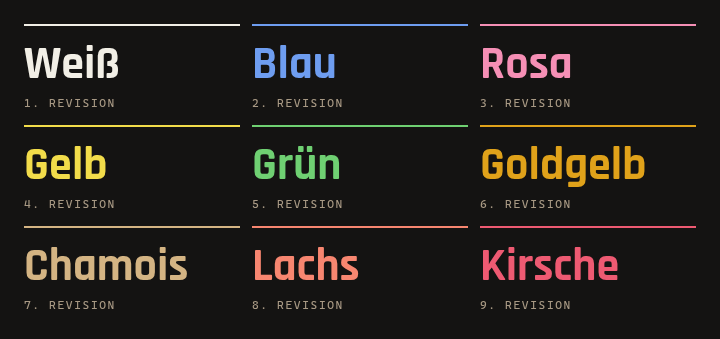 Weiß
1. REVISION
Blau
2. REVISION
Rosa
3. REVISION
Gelb
4. REVISION
Grün
5. REVISION
Goldgelb
6. REVISION
Chamois
7. REVISION
Lachs
8. REVISION
Kirsche
9. REVISION